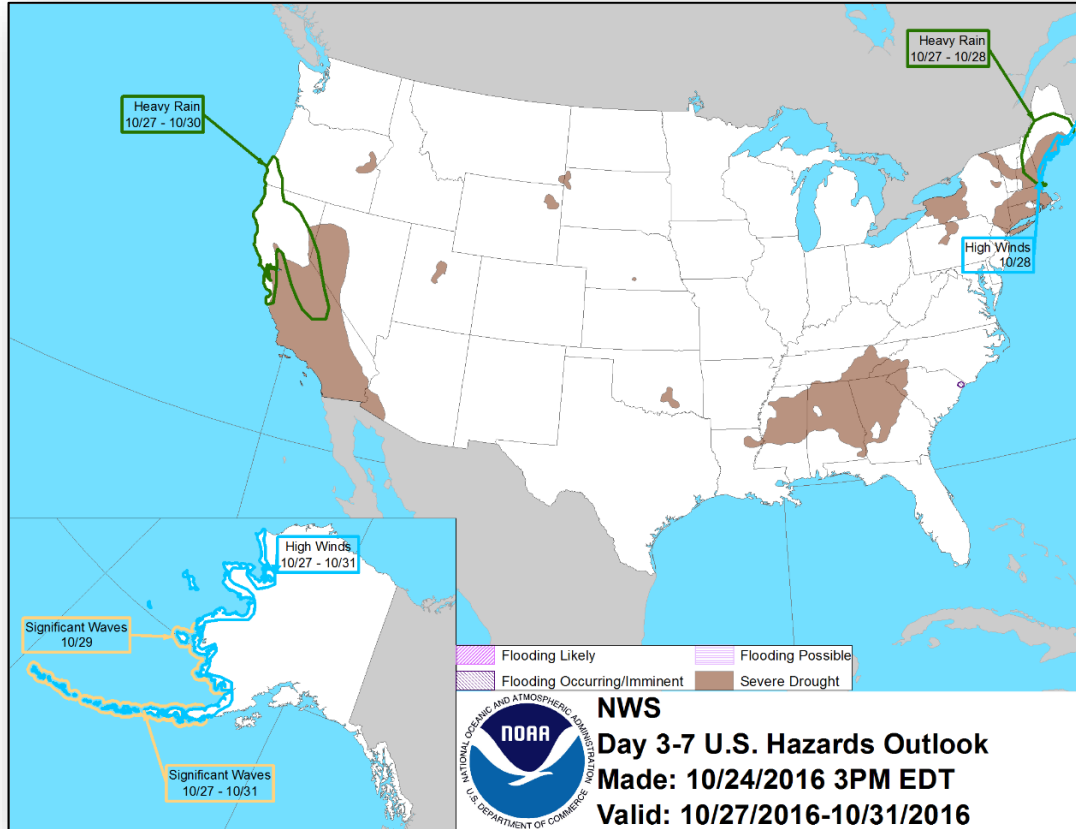 Heavy Rain
10/27 - 10/28
Heavy Rain
10/27 - 10/30
High Winds
10/28
High Winds
10/27 - 10/31
Significant Waves
10/29
Significant Waves
10/27 - 10/31
Flooding Likely
Flooding Possible
Flooding Occurring/Imminent
Severe Drought
NATIONAL OCEANIC AND ATMOSPHERIC ADMINISTRATION
NOAA
U.S. DEPARTMENT OF COMMERCE
NWS
Day 3-7 U.S. Hazards Outlook
Made: 10/24/2016 3PM EDT
Valid: 10/27/2016-10/31/2016